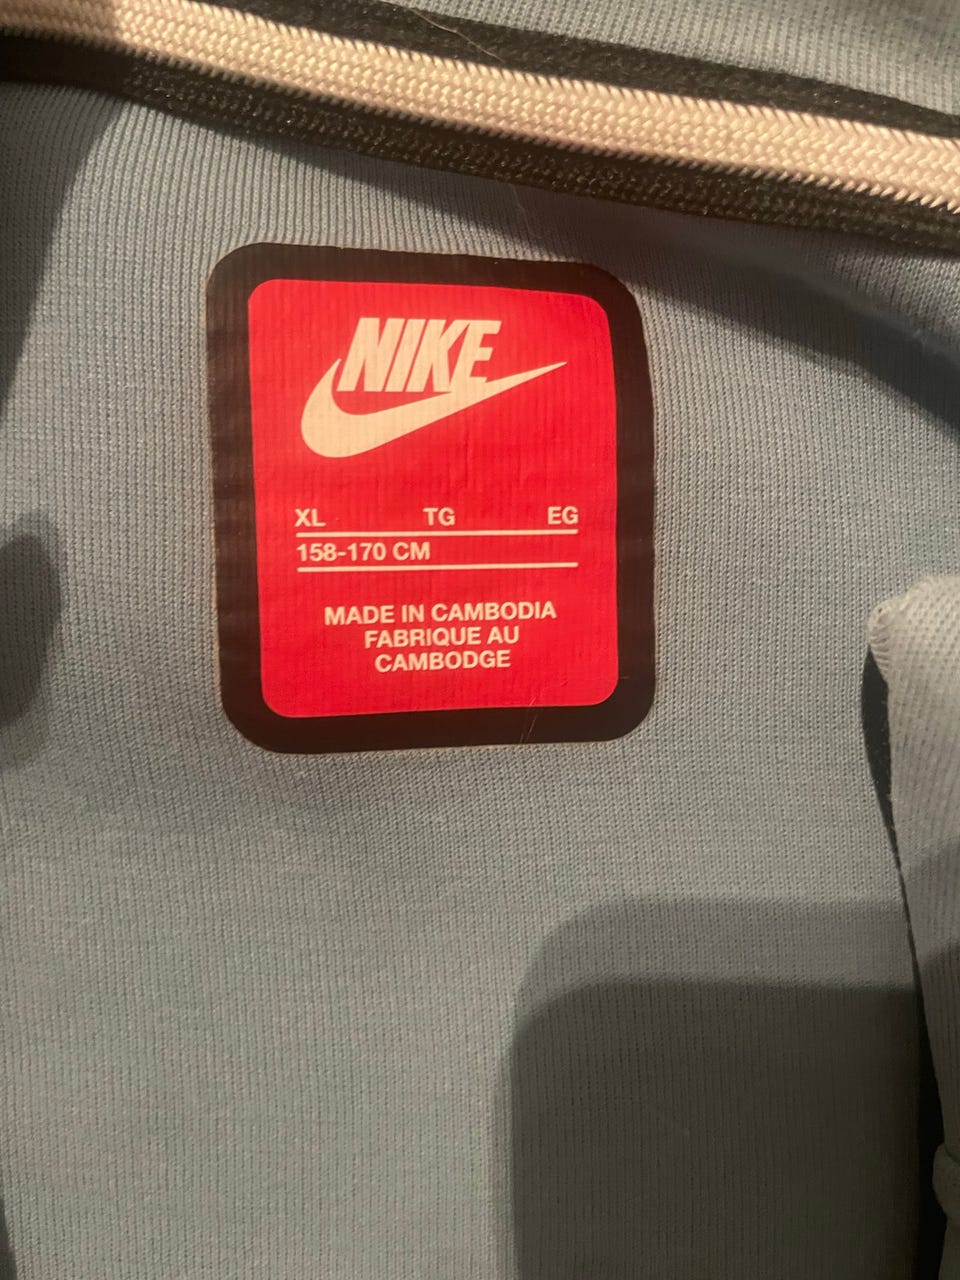 NIKE
XL TG EG
158-170 CM
MADE IN CAMBODIA
FABRIQUE AU
CAMBODGE